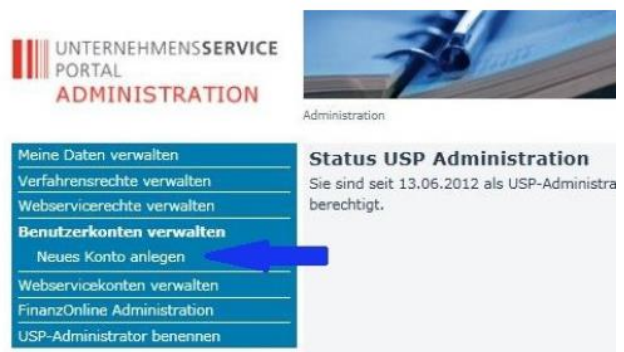 UNTERNEHMENSSERVICE
PORTAL
ADMINISTRATION
Administration
Meine Daten verwalten
Verfahrensrechte verwalten
Webservicerechte verwalten
Benutzerkonten verwalten
Neues Konto anlegen
Webservicekonten verwalten
FinanzOnline Administration
USP-Administrator benennen
Status USP Administration
Sie sind seit 13.06.2012 als USP-Administra
berechtigt.